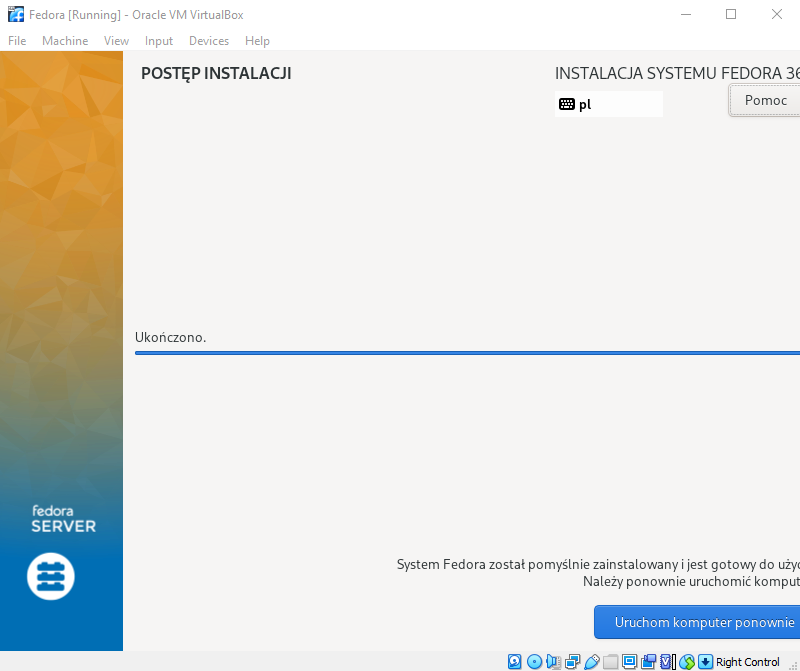 Fedora [Running] - Oracle VM VirtualBox
File Machine View Input Devices Help
POSTĘP INSTALACJI
INSTALACJA SYSTEMU FEDORA 36
pl
Pomoc
Ukończono.
fedora
SERVER
System Fedora został pomyślnie zainstalowany i jest gotowy do użyc
Należy ponownie uruchomić komput
Uruchom komputer ponownie
Right Control